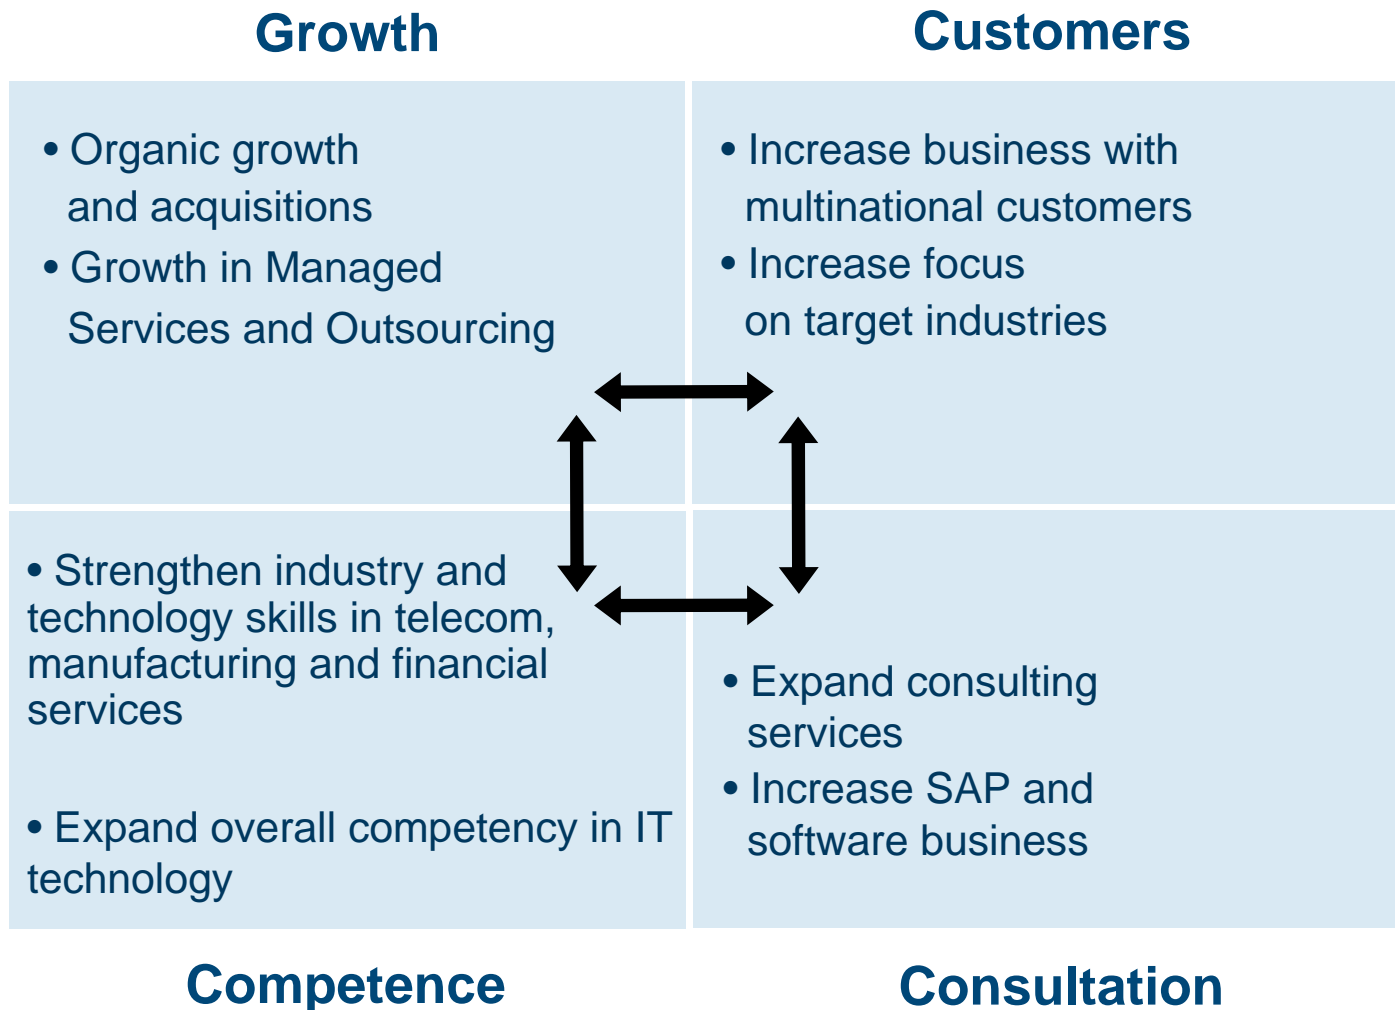 Growth
Customers
• Organic growth
and acquisitions
• Growth in Managed
Services and Outsourcing
• Increase business with
multinational customers
• Increase focus
on target industries
• Strengthen industry and
technology skills in telecom,
manufacturing and financial
services
• Expand overall competency in IT
technology
• Expand consulting
services
• Increase SAP and
software business
Competence
Consultation